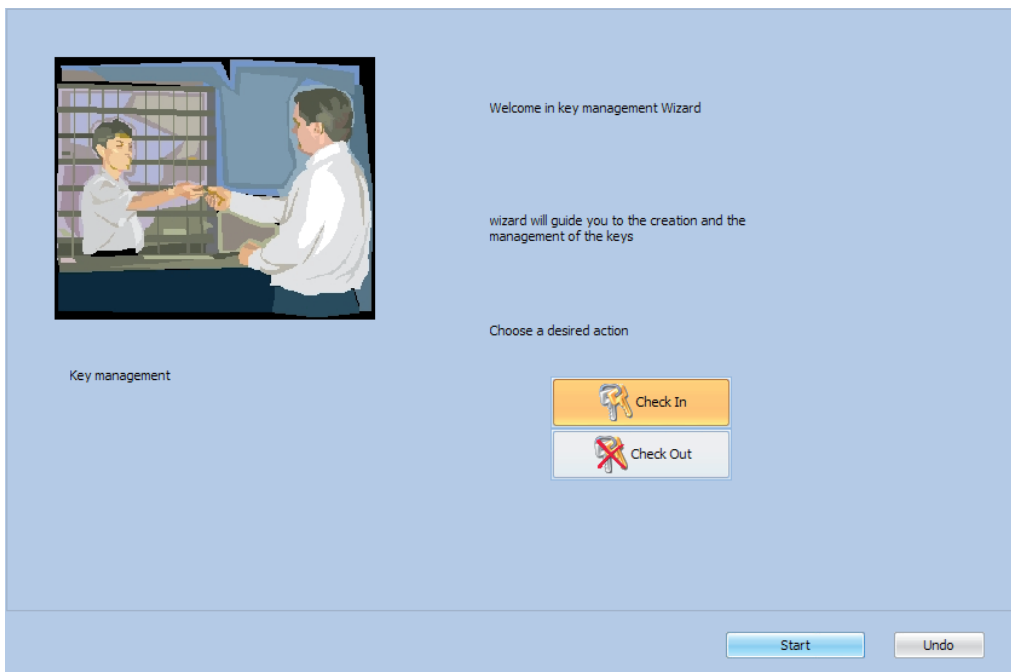 Welcome in key management Wizard
wizard will guide you to the creation and the
management of the keys
Choose a desired action
Key management
Check In
Check Out
Start
Undo